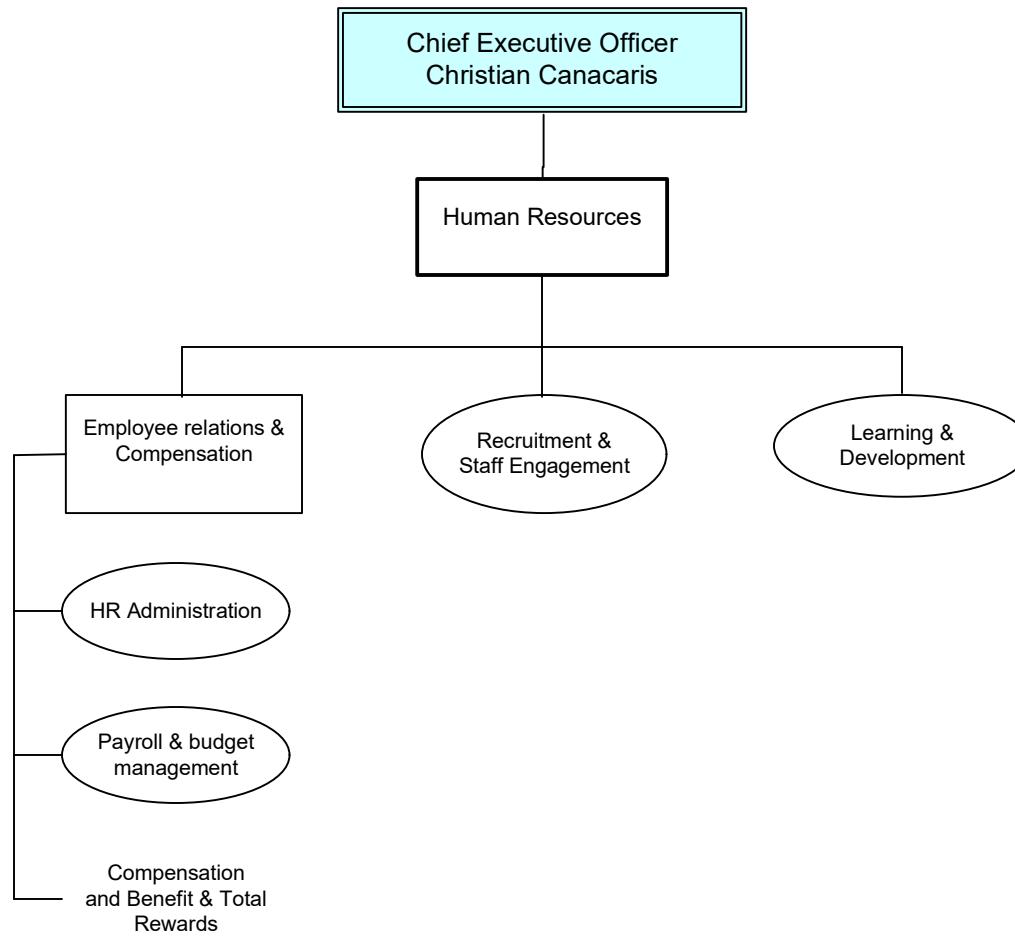 Chief Executive Officer
Christian Canacaris
Human Resources
Employee relations &
Compensation
Recruitment &
Staff Engagement
Learning &
Development
HR Administration
Payroll & budget
management
Compensation
and Benefit & Total
Rewards